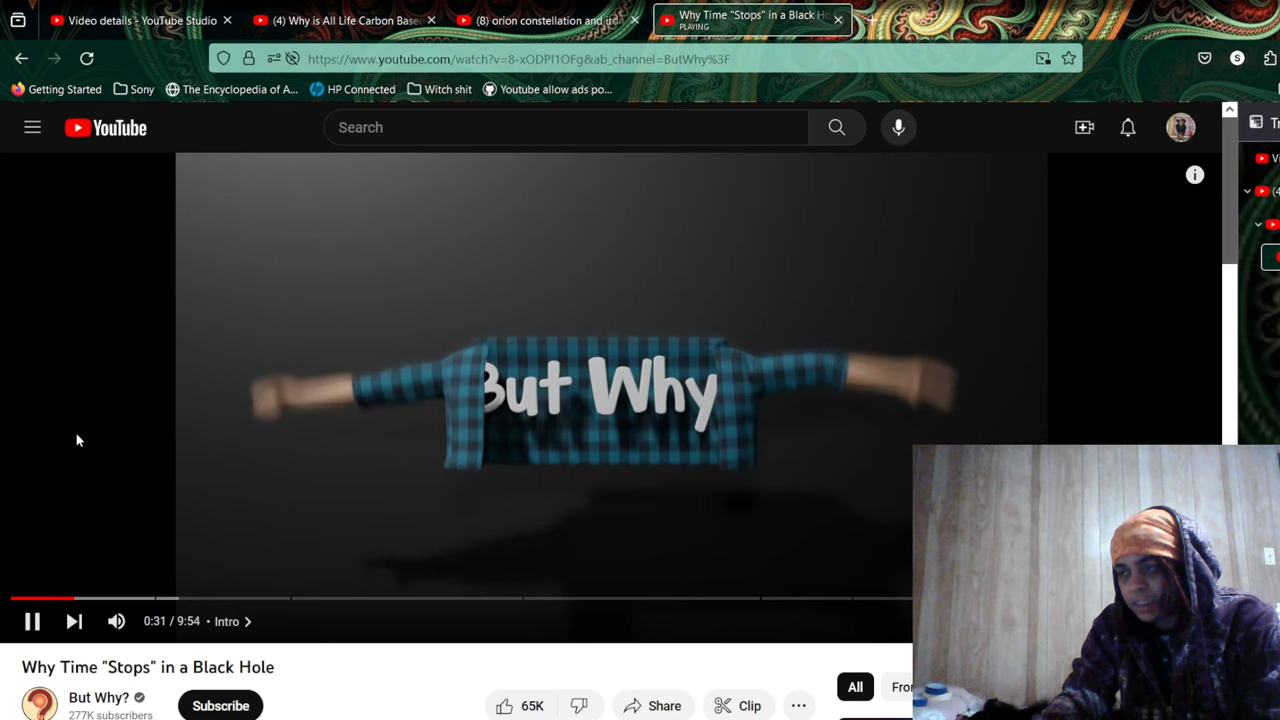 Video details - YouTube Studio
(4) Why is All Life Carbon Base
(8) orion constellation and iro
Why Time "Stops" in a Black Ho
PLAYING
https://www.youtube.com/watch?v=8-xODPI1OFg&ab_channel=ButWhy%3F
S
Getting Started
Sony
The Encyclopedia of A...
HP Connected
Witch shit
Youtube allow ads po...
YouTube
Search
But Why
0:31 / 9:54 • Intro
Why Time "Stops" in a Black Hole
But Why?
277K subscribers
Subscribe
65K
Share
Clip
All